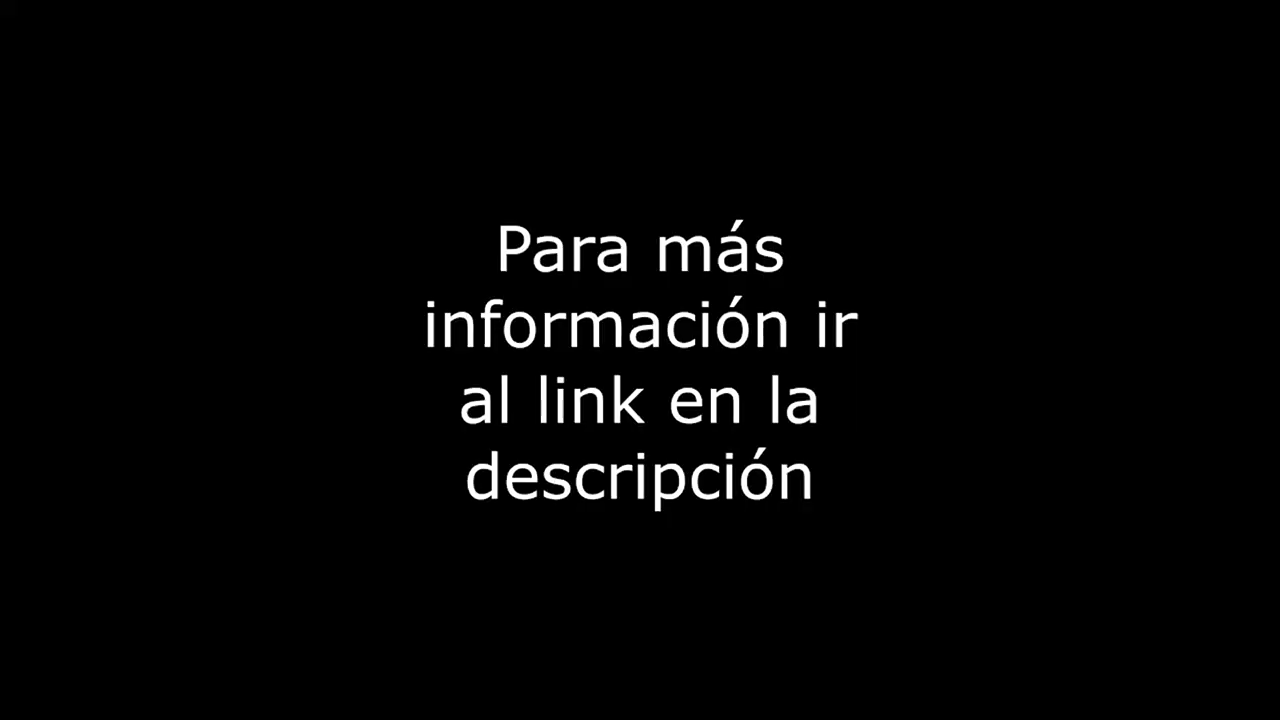 Para más
información ir
al link en la
descripción